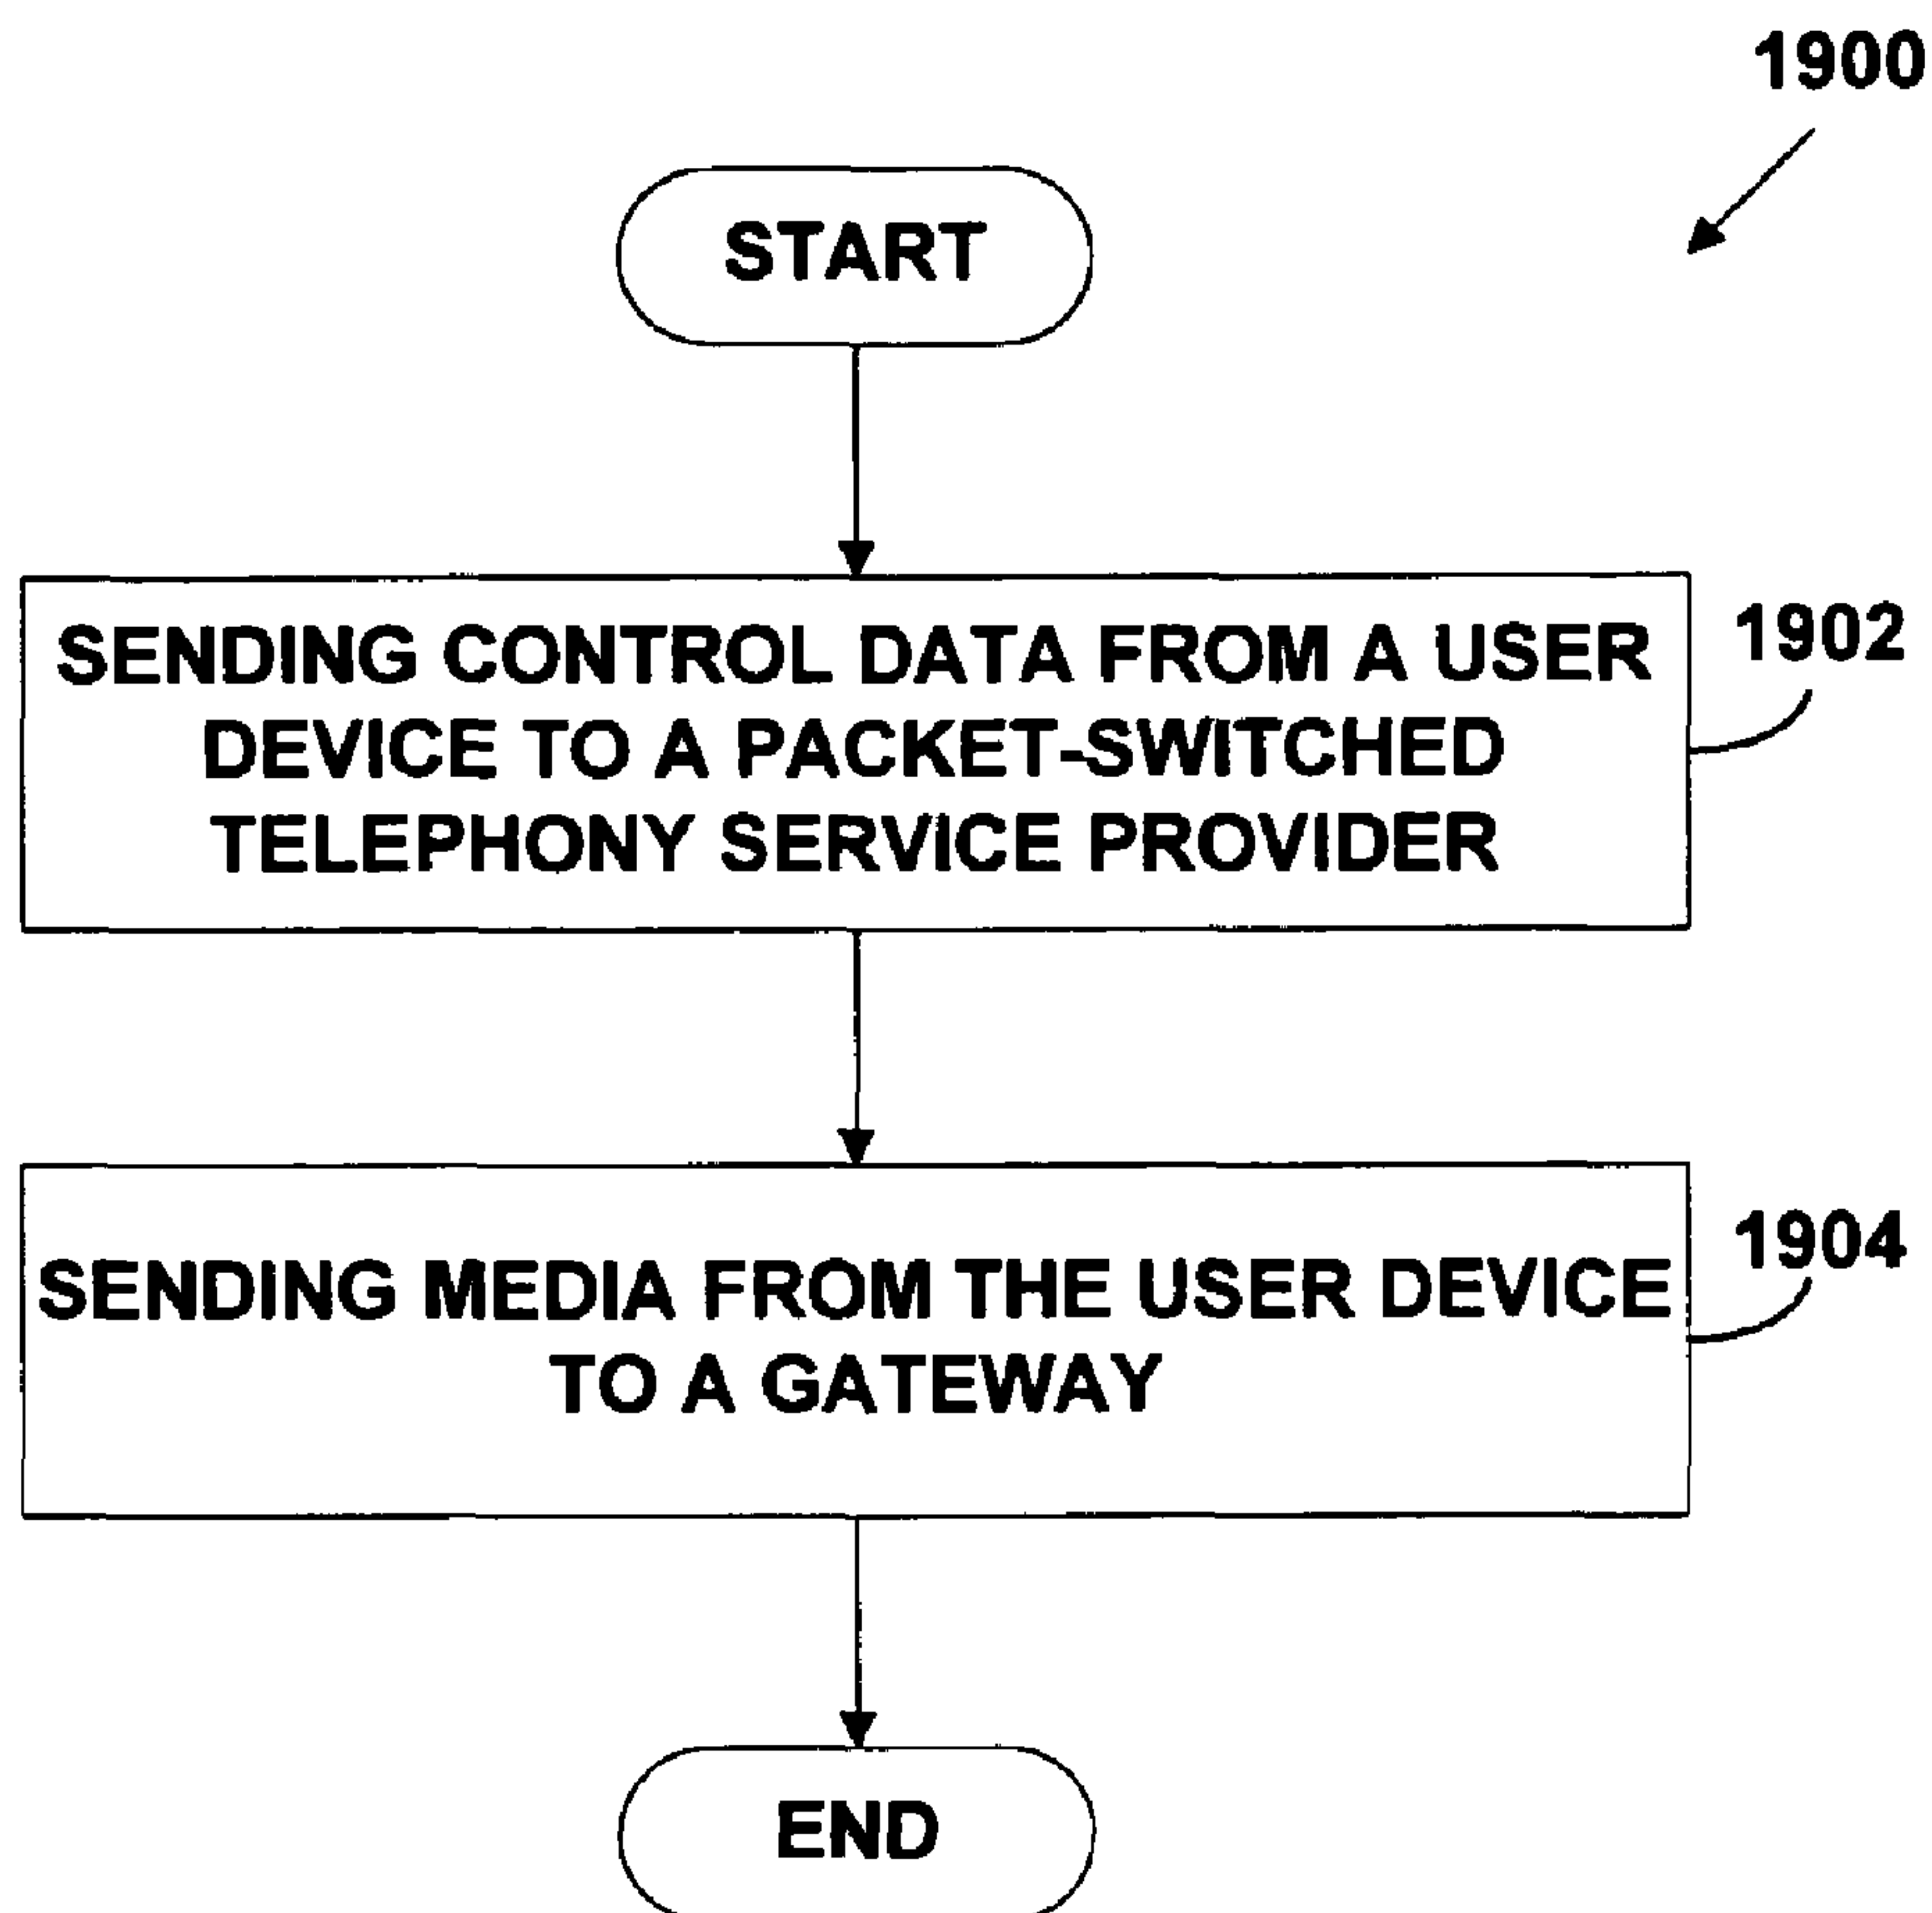 1900
START
SENDING CONTROL DATA FROM A USER
DEVICE TO A PACKET-SWITCHED
TELEPHONY SERVICE PROVIDER
1902
SENDING MEDIA FROM THE USER DEVICE
TO A GATEWAY
1904
END